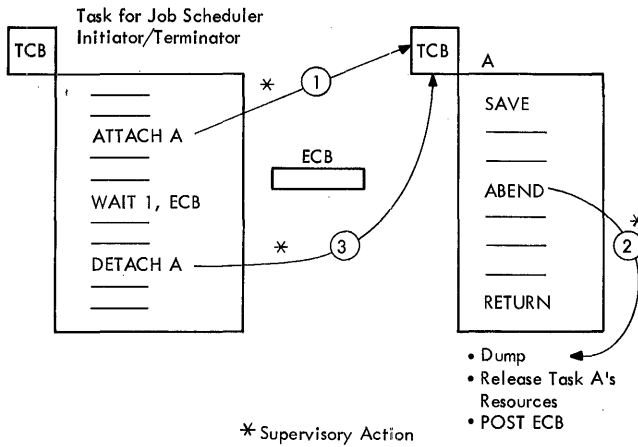 Task for Job Scheduler
Initiator/Terminator
TCB
ATTACH A
WAIT 1, ECB
DETACH A
*
1
ECB
*
3
TCB
A
SAVE
ABEND
RETURN
*
2
• Dump
• Release Task A's
Resources
• POST ECB
* Supervisory Action